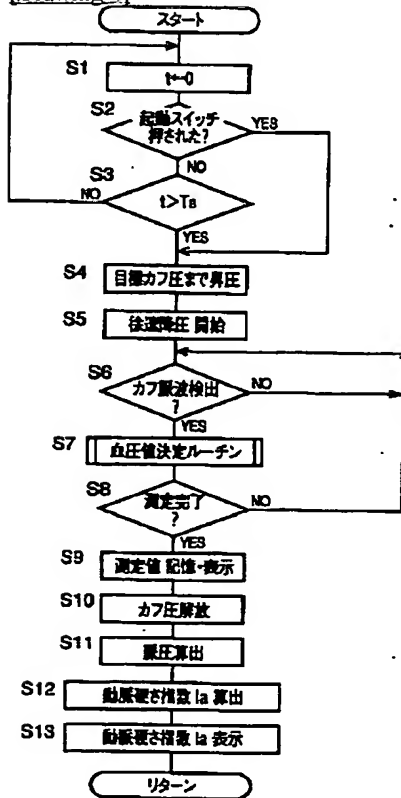 スタート
S1
t←0
S2
起動スイッチ
押された?
YES
NO
S3
t>Ta
NO
YES
S4
目標カフ圧まで昇圧
S5
徐速降圧 開始
S6
カフ脈波検出
?
NO
YES
S7
血圧値決定ルーチン
S8
測定完了
?
NO
YES
S9
測定値 記憶・表示
S10
カフ圧解放
S11
脈圧算出
S12
動脈硬さ指数 Ia 算出
S13
動脈硬さ指数 Ia 表示
リターン